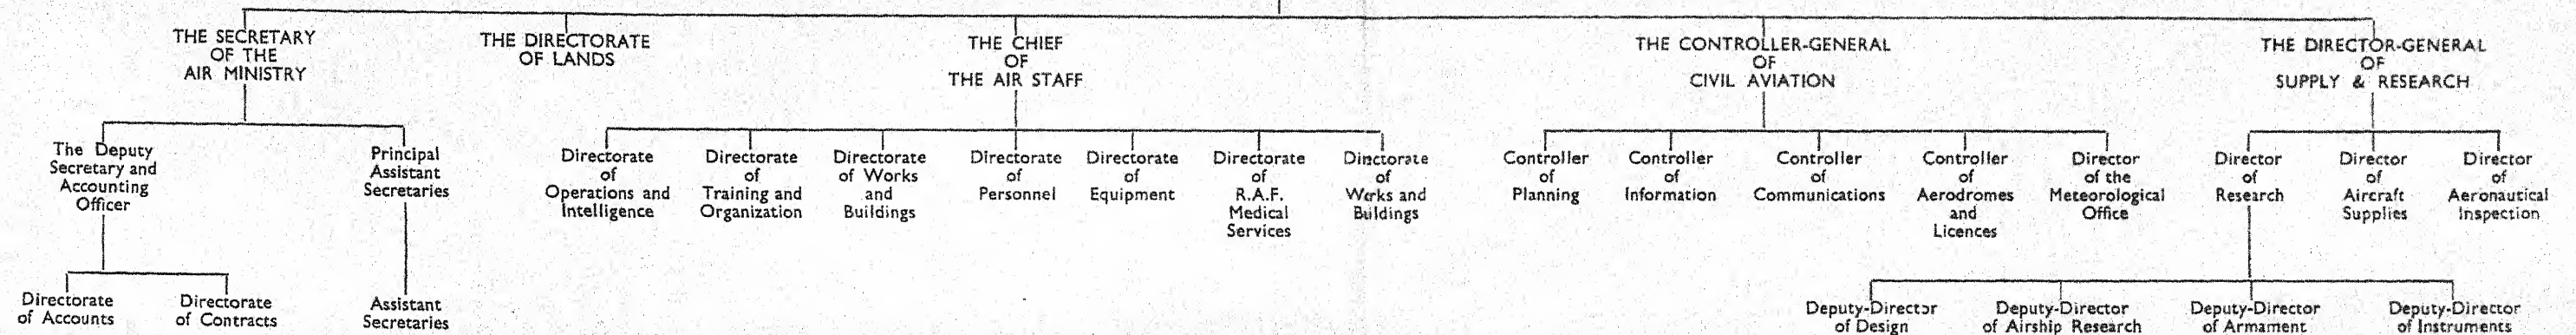 THE SECRETARY
OF THE
AIR MINISTRY
THE DIRECTORATE
OF LANDS
THE CHIEF
OF
THE AIR STAFF
THE CONTROLLER-GENERAL
OF
CIVIL AVIATION
THE DIRECTOR-GENERAL
OF
SUPPLY & RESEARCH
The Deputy
Secretary and
Accounting
Officer
Principal
Assistant
Secretaries
Directorate
of
Operations and
Intelligence
Directorate
of
Training and
Organization
Directorate
of Works
and
Buildings
Directorate
of
Personnel
Directorate
of
Equipment
Directorate
of
R.A.F.
Medical
Services
Directorate
of
Works and
Buildings
Controller
of
Planning
Controller
of
Information
Controller
of
Communications
Controller
of
Aerodromes
and
Licences
Director
of the
Meteorological
Office
Director
of
Research
Director
of
Aircraft
Supplies
Director
of
Aeronautical
Inspection
Directorate
of Accounts
Directorate
of Contracts
Assistant
Secretaries
Deputy-Director
of Design
Deputy-Director
of Airship Research
Deputy-Director
of Armament
Deputy-Director
of Instruments